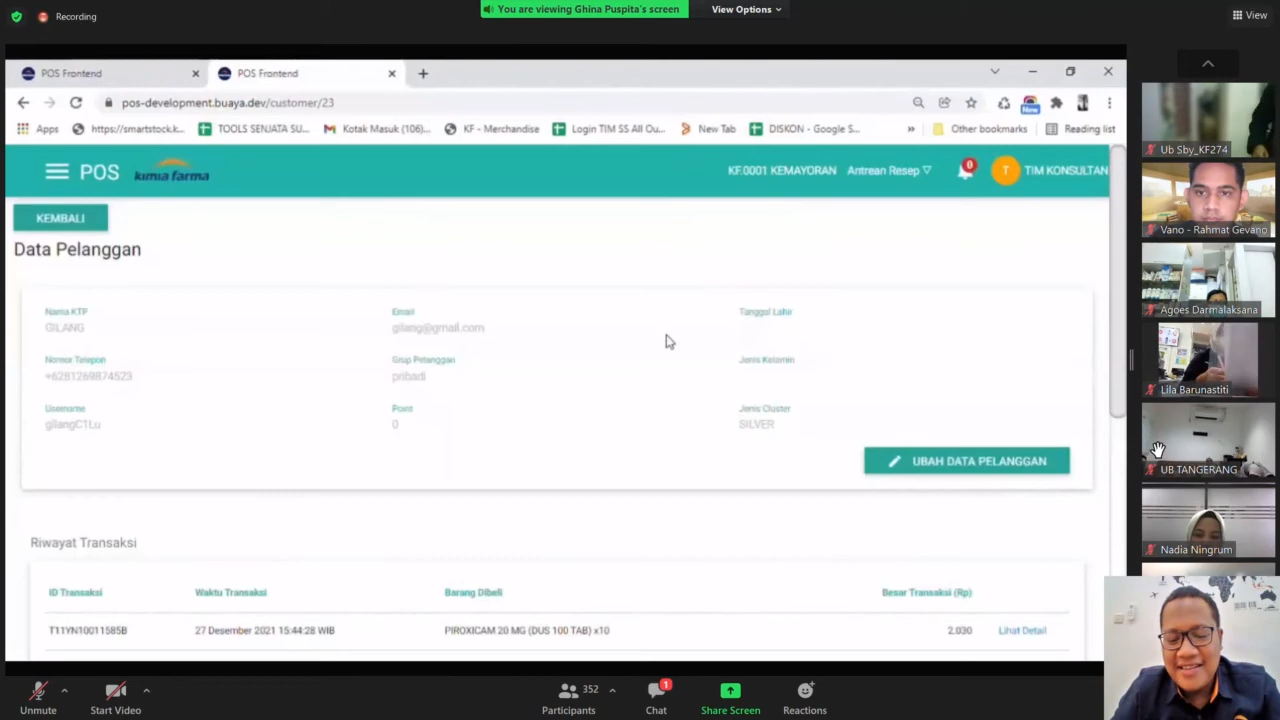 Recording
You are viewing Ghina Puspita's screen
View Options
View
POS Frontend
POS Frontend
pos-development.buaya.dev/customer/23
Apps
https://smartstock.k...
TOOLS SENJATA SU...
Kotak Masuk (106)...
KF - Merchandise
Login TIM SS All Ou...
New Tab
DISKON - Google S...
Other bookmarks
Reading list
New
POS
kimia farma
KF.0001 KEMAYORAN
Antrean Resep
0
T
TIM KONSULTAN
KEMBALI
Data Pelanggan
Nama KTP
Email
Tanggal Lahir
GILANG
gilang@gmail.com
Nomor Telepon
Grup Pelanggan
Jenis Kelamin
+6281269874523
pribadi
Username
Point
Jenis Cluster
gilangC1Lu
0
SILVER
UBAH DATA PELANGGAN
Riwayat Transaksi
ID Transaksi
Waktu Transaksi
Barang Dibeli
Besar Transaksi (Rp)
T11YN10011585B
27 Desember 2021 15:44:28 WIB
PIROXICAM 20 MG (DUS 100 TAB) x10
2.030
Lihat Detail
Ub Sby_KF274
Vano - Rahmat Gevano
Agoes Darmalaksana
Lila Barunastiti
UB TANGERANG
Nadia Ningrum
Unmute
Start Video
352
Participants
1
Chat
Share Screen
Reactions